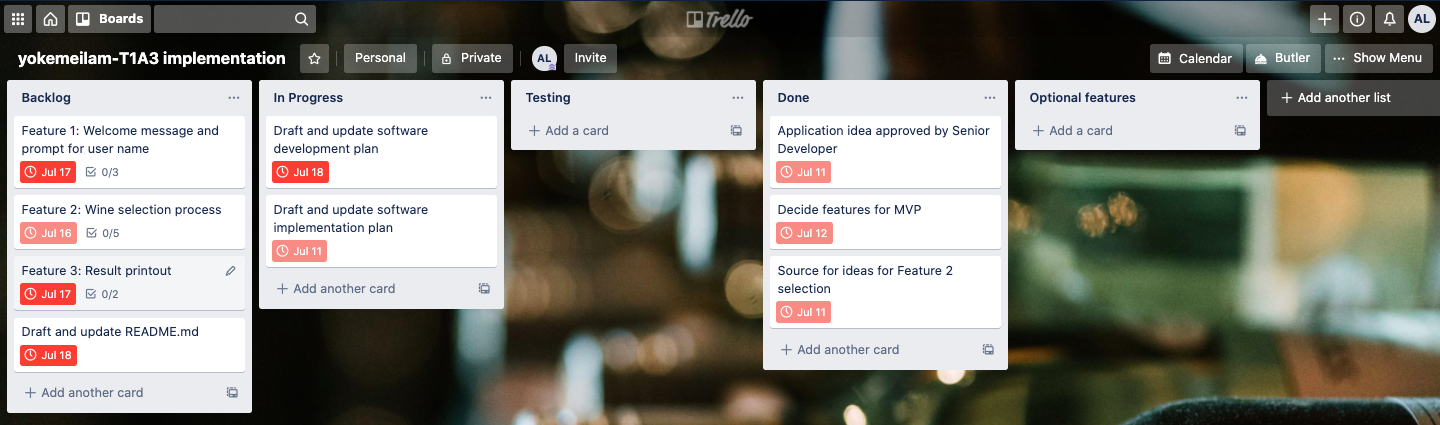 Boards
Trello
AL
yokemeilam-T1A3 implementation
Personal
Private
AL
Invite
Calendar
Butler
Show Menu
Backlog
Feature 1: Welcome message and
prompt for user name
Jul 17
0/3
Feature 2: Wine selection process
Jul 16
0/5
Feature 3: Result printout
Jul 17
0/2
Draft and update README.md
Jul 18
Add another card
In Progress
Draft and update software
development plan
Jul 18
Draft and update software
implementation plan
Jul 11
Add another card
Testing
Add a card
Done
Application idea approved by Senior
Developer
Jul 11
Decide features for MVP
Jul 12
Source for ideas for Feature 2
selection
Jul 11
Add another card
Optional features
Add a card
Add another list